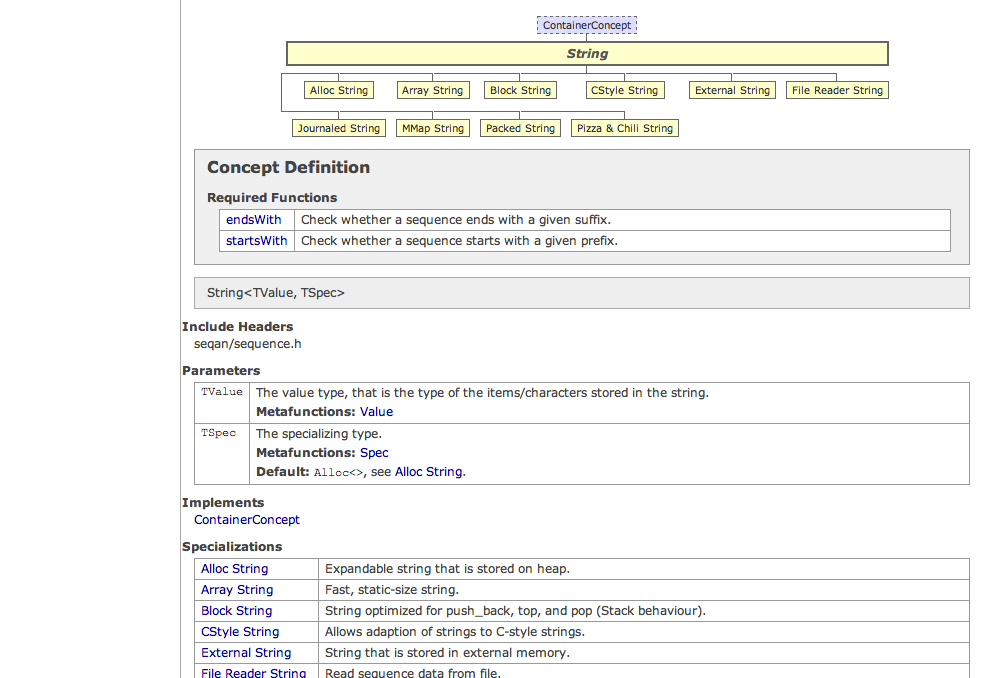 ContainerConcept
String
Alloc String Array String Block String CStyle String External String File Reader String
Journaled String MMap String Packed String Pizza & Chili String
Concept Definition
Required Functions
endsWith Check whether a sequence ends with a given suffix.
startsWith Check whether a sequence starts with a given prefix.
String<TValue, TSpec>
Include Headers
seqan/sequence.h
Parameters
TValue The value type, that is the type of the items/characters stored in the string.
Metafunctions: Value
TSpec The specializing type.
Metafunctions: Spec
Default: Alloc<>, see Alloc String.
Implements
ContainerConcept
Specializations
Alloc String Expandable string that is stored on heap.
Array String Fast, static-size string.
Block String String optimized for push_back, top, and pop (Stack behaviour).
CStyle String Allows adaption of strings to C-style strings.
External String String that is stored in external memory.
File Reader String Read sequence data from file.